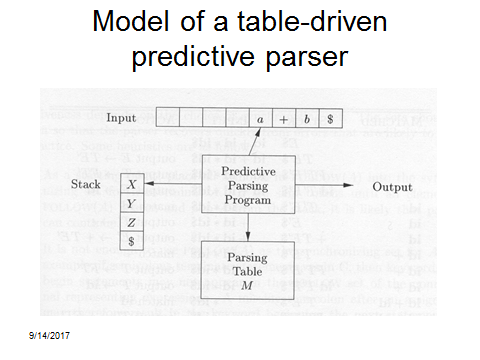 Model of a table-driven
predictive parser
Input
a + b $
Predictive
Parsing
Program
Stack
X
Y
Z
$
Output
Parsing
Table
M
9/14/2017